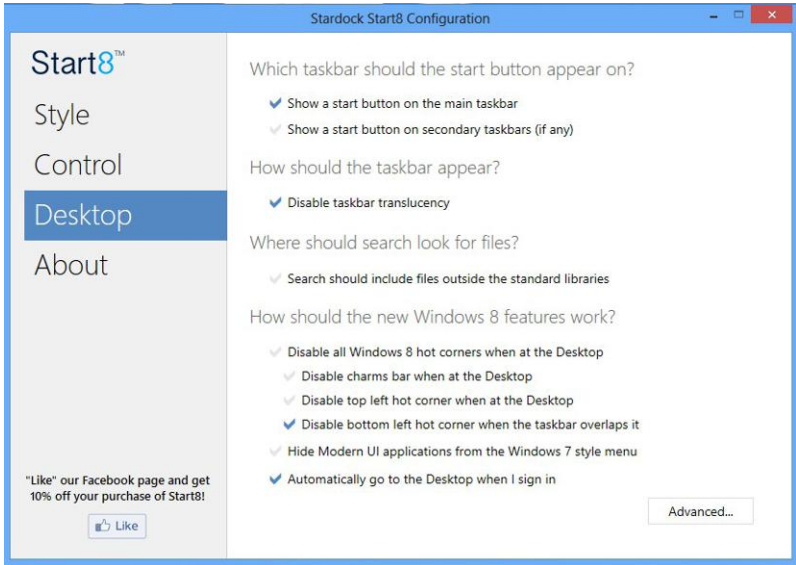 Stardock Start8 Configuration
Start8™
Style
Control
Desktop
About
"Like" our Facebook page and get
10% off your purchase of Start8!
Like
Which taskbar should the start button appear on?
Show a start button on the main taskbar
Show a start button on secondary taskbars (if any)
How should the taskbar appear?
Disable taskbar translucency
Where should search look for files?
Search should include files outside the standard libraries
How should the new Windows 8 features work?
Disable all Windows 8 hot corners when at the Desktop
Disable charms bar when at the Desktop
Disable top left hot corner when at the Desktop
Disable bottom left hot corner when the taskbar overlaps it
Hide Modern UI applications from the Windows 7 style menu
Automatically go to the Desktop when I sign in
Advanced...